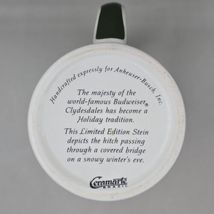 Handcrafted expressly for Anheuser-Busch, Inc.
The majesty of the
world-famous Budweiser®
Clydesdales has become a
Holiday tradition.
This Limited Edition Stein
depicts the hitch passing
through a covered bridge
on a snowy winter's eve.
Ceramarte